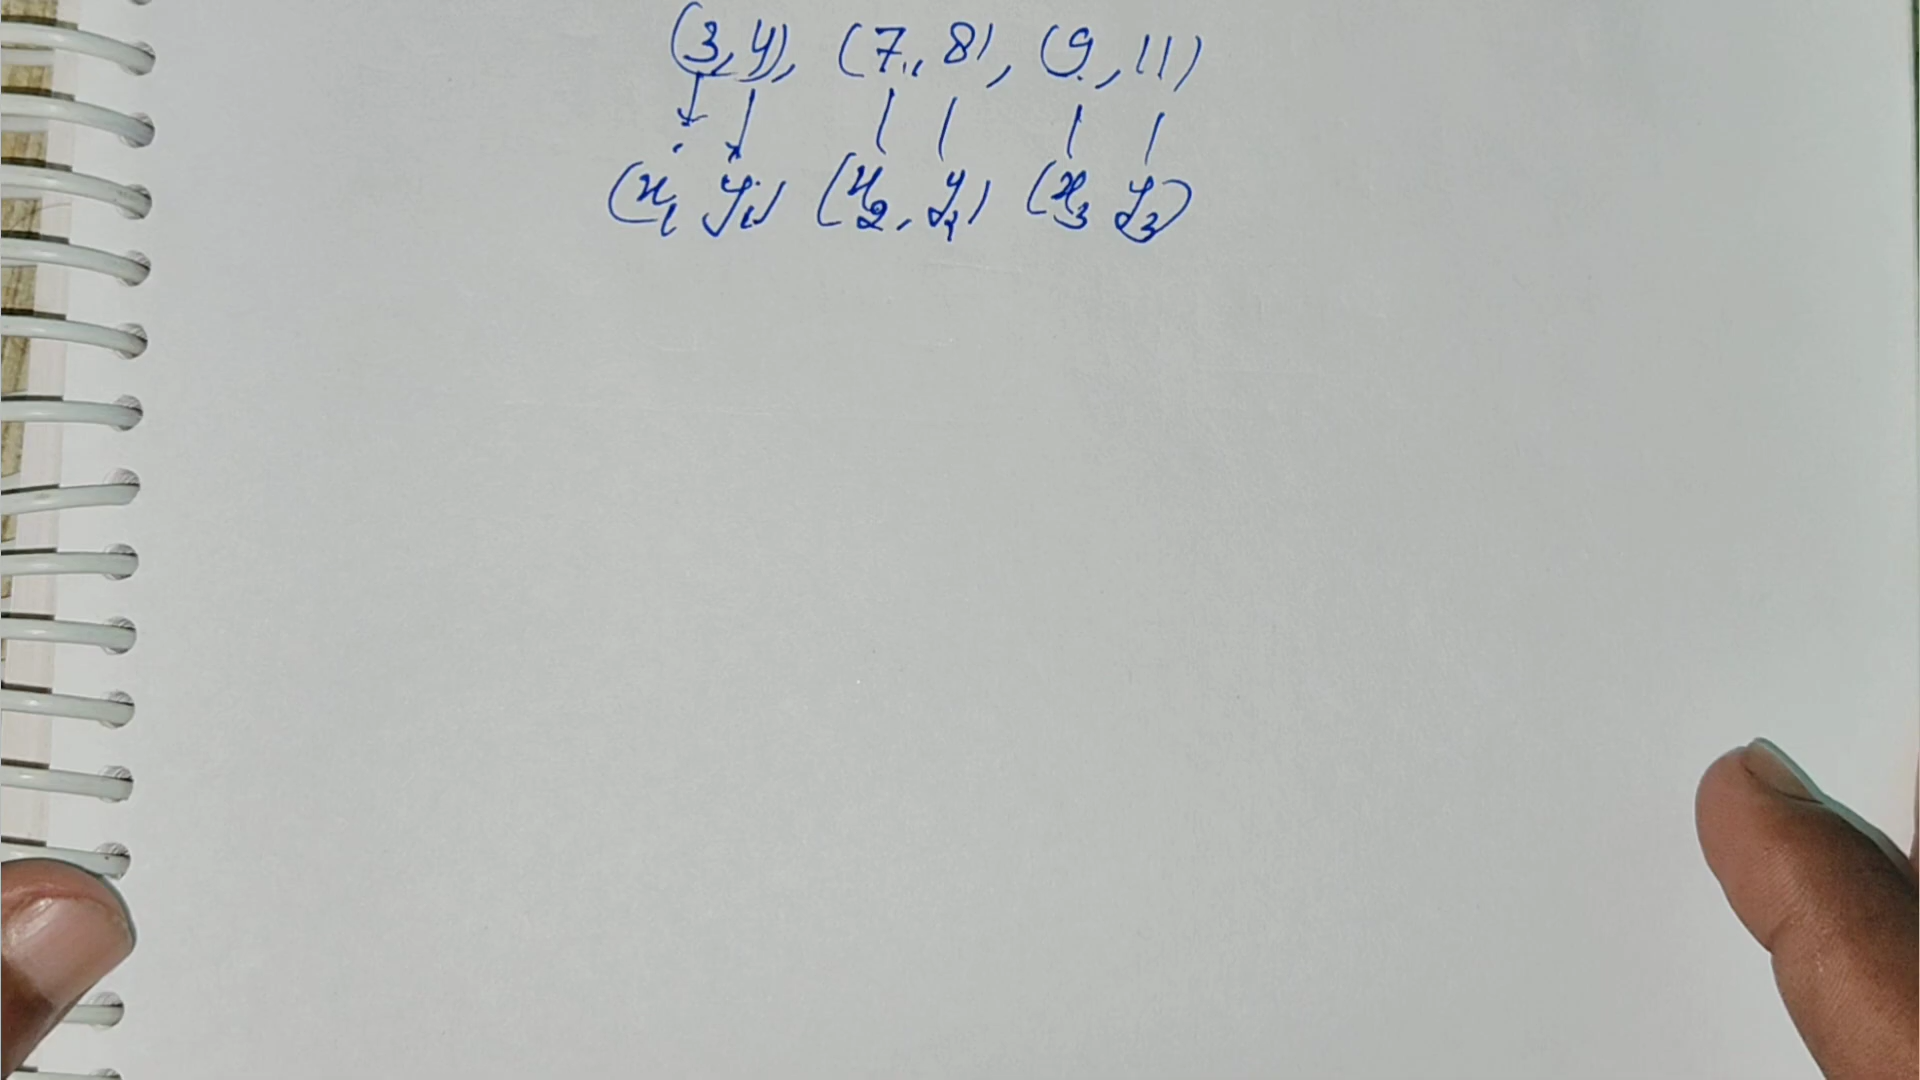 (3,4), (7,, 8), (9,, 11)
(x₁ y₁) (x₂, y₂) (x₃ y₃)